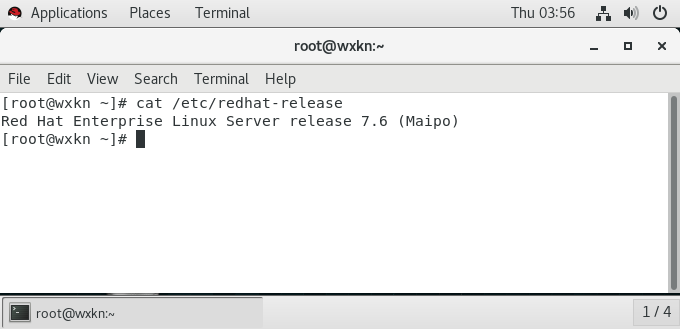 Applications Places Terminal Thu 03:56
root@wxkn:~
File Edit View Search Terminal Help
[root@wxkn ~]# cat /etc/redhat-release
Red Hat Enterprise Linux Server release 7.6 (Maipo)
[root@wxkn ~]#
root@wxkn:~ 1 / 4